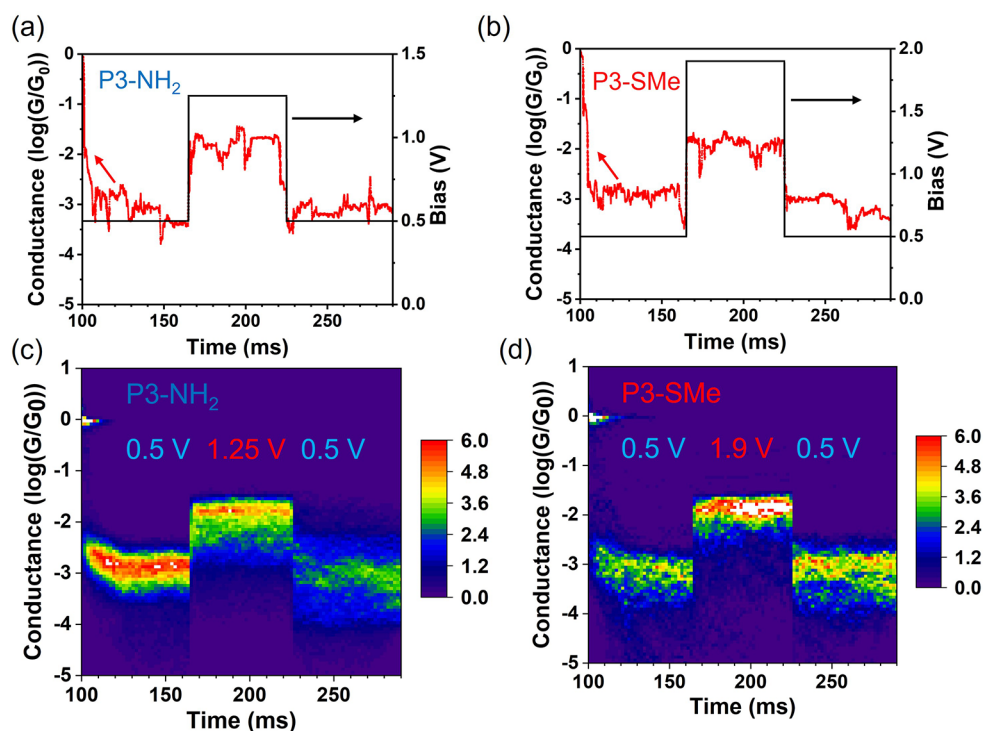 (a)
P3-NH₂
Conductance (log(G/G₀))
0
-1
-2
-3
-4
-5
1.5
1.0
0.5
0.0
Bias (V)
100 150 200 250
Time (ms)
(b)
P3-SMe
Conductance (log(G/G₀))
0
-1
-2
-3
-4
-5
2.0
1.5
1.0
0.5
0.0
Bias (V)
100 150 200 250
Time (ms)
(c)
P3-NH₂
0.5 V 1.25 V 0.5 V
Conductance (log(G/G0))
1
0
-1
-2
-3
-4
-5
100 150 200 250
Time (ms)
6.0
4.8
3.6
2.4
1.2
0.0
(d)
P3-SMe
0.5 V 1.9 V 0.5 V
Conductance (log(G/G0))
1
0
-1
-2
-3
-4
-5
100 150 200 250
Time (ms)
6.0
4.8
3.6
2.4
1.2
0.0